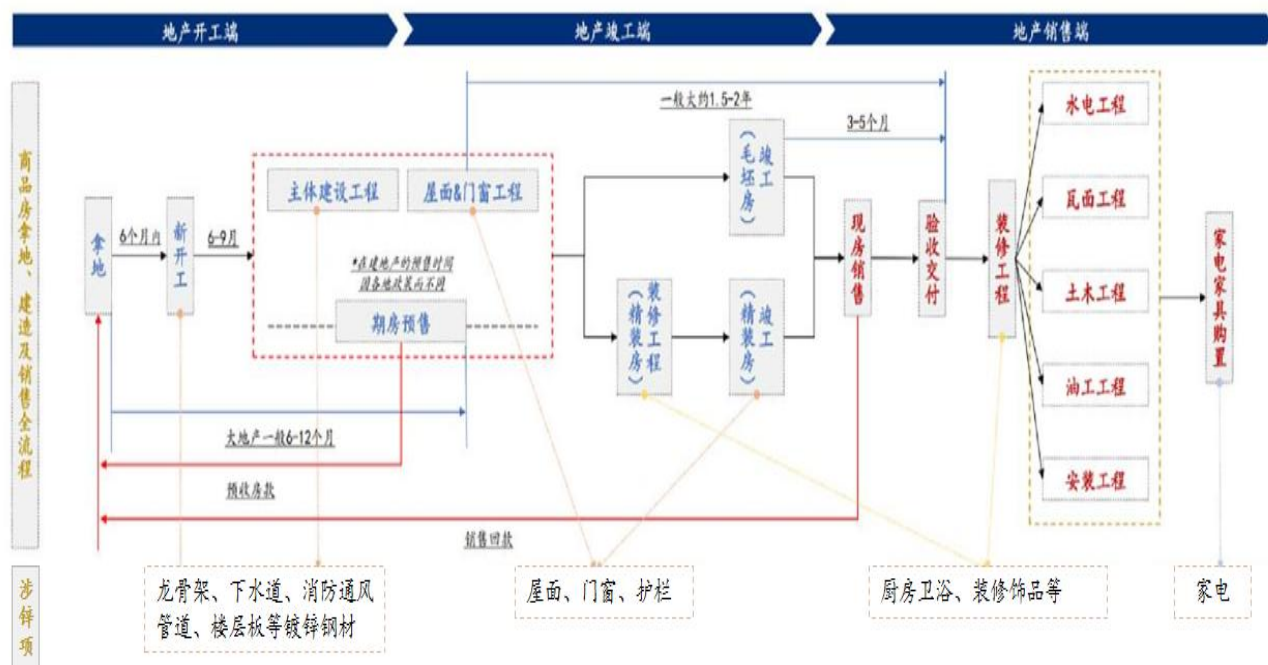 地产开工端
地产竣工端
地产销售端
商品房拿地、建造及销售全流程
拿地
6个月内
新开工
6-9月
主体建设工程
屋面&门窗工程
*在建地产的预售时间
因各地政策而不同
期房预售
大地产一般6-12个月
预收房款
销售回款
一般大约1.5-2年
3-5个月
竣工
(毛坯房)
装修工程
(精装房)
竣工
(精装房)
现房销售
验收交付
装修工程
水电工程
瓦面工程
土木工程
油工工程
安装工程
家电家具购置
涉锌项
龙骨架、下水道、消防通风
管道、楼层板等镀锌钢材
屋面、门窗、护栏
厨房卫浴、装修饰品等
家电